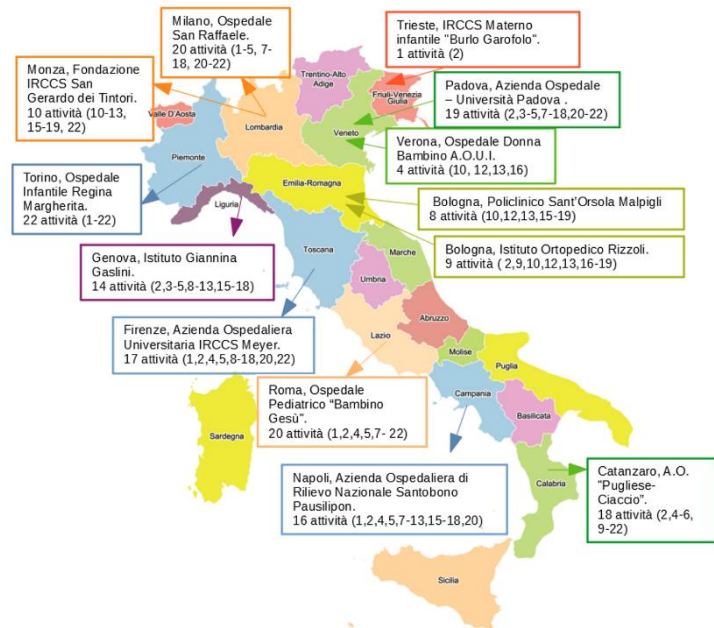 Milano, Ospedale
San Raffaele.
20 attività (1-5, 7-
18, 20-22)
Trieste, IRCCS Materno
infantile "Burlo Garofolo".
1 attività (2)
Monza, Fondazione
IRCCS San
Gerardo dei Tintori.
10 attività (10-13,
15-19, 22)
Padova, Azienda Ospedale
– Università Padova .
19 attività (2,3-5,7-18,20-22)
Verona, Ospedale Donna
Bambino A.O.U.I.
4 attività (10, 12,13,16)
Torino, Ospedale
Infantile Regina
Margherita.
22 attività (1-22)
Bologna, Policlinico Sant'Orsola Malpigli
8 attività (10,12,13,15-19)
Bologna, Istituto Ortopedico Rizzoli.
9 attività ( 2,9,10,12,13,16-19)
Genova, Istituto Giannina
Gaslini.
14 attività (2,3-5,8-13,15-18)
Firenze, Azienda Ospedaliera
Universitaria IRCCS Meyer.
17 attività (1,2,4,5,8-18,20,22)
Roma, Ospedale
Pediatrico “Bambino
Gesù”.
20 attività (1,2,4,5,7- 22)
Napoli, Azienda Ospedaliera di
Rilievo Nazionale Santobono
Pausilipon.
16 attività (1,2,4,5,7-13,15-18,20)
Catanzaro, A.O.
"Pugliese-
Ciaccio".
18 attività (2,4-6,
9-22)
Trentino-Alto
Adige
Friuli-Venezia
Giulia
Valle D'Aosta
Lombardia
Veneto
Piemonte
Emilia-Romagna
Liguria
Toscana
Marche
Umbria
Lazio
Abruzzo
Molise
Puglia
Campania
Basilicata
Sardegna
Calabria
Sicilia